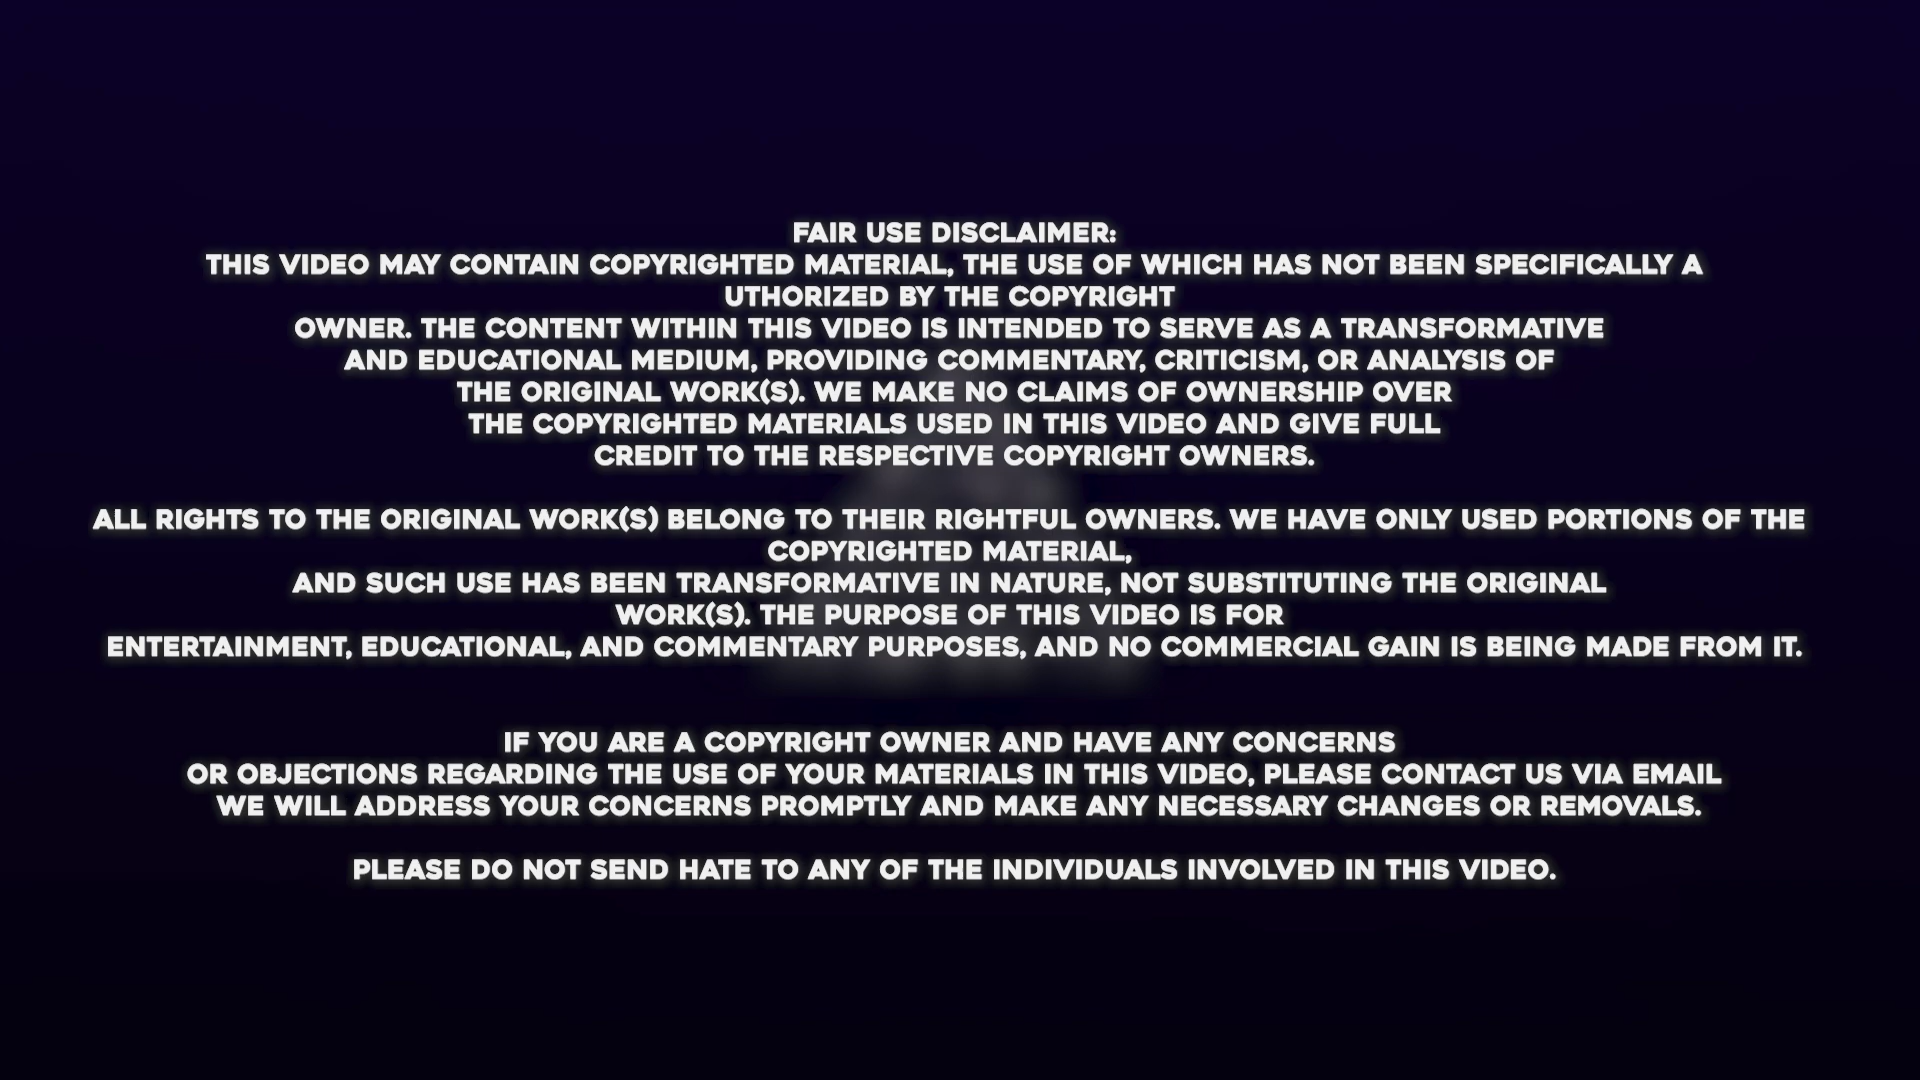 FAIR USE DISCLAIMER:
THIS VIDEO MAY CONTAIN COPYRIGHTED MATERIAL, THE USE OF WHICH HAS NOT BEEN SPECIFICALLY A
UTHORIZED BY THE COPYRIGHT
OWNER. THE CONTENT WITHIN THIS VIDEO IS INTENDED TO SERVE AS A TRANSFORMATIVE
AND EDUCATIONAL MEDIUM, PROVIDING COMMENTARY, CRITICISM, OR ANALYSIS OF
THE ORIGINAL WORK(S). WE MAKE NO CLAIMS OF OWNERSHIP OVER
THE COPYRIGHTED MATERIALS USED IN THIS VIDEO AND GIVE FULL
CREDIT TO THE RESPECTIVE COPYRIGHT OWNERS.
ALL RIGHTS TO THE ORIGINAL WORK(S) BELONG TO THEIR RIGHTFUL OWNERS. WE HAVE ONLY USED PORTIONS OF THE
COPYRIGHTED MATERIAL,
AND SUCH USE HAS BEEN TRANSFORMATIVE IN NATURE, NOT SUBSTITUTING THE ORIGINAL
WORK(S). THE PURPOSE OF THIS VIDEO IS FOR
ENTERTAINMENT, EDUCATIONAL, AND COMMENTARY PURPOSES, AND NO COMMERCIAL GAIN IS BEING MADE FROM IT.
IF YOU ARE A COPYRIGHT OWNER AND HAVE ANY CONCERNS
OR OBJECTIONS REGARDING THE USE OF YOUR MATERIALS IN THIS VIDEO, PLEASE CONTACT US VIA EMAIL
WE WILL ADDRESS YOUR CONCERNS PROMPTLY AND MAKE ANY NECESSARY CHANGES OR REMOVALS.
PLEASE DO NOT SEND HATE TO ANY OF THE INDIVIDUALS INVOLVED IN THIS VIDEO.